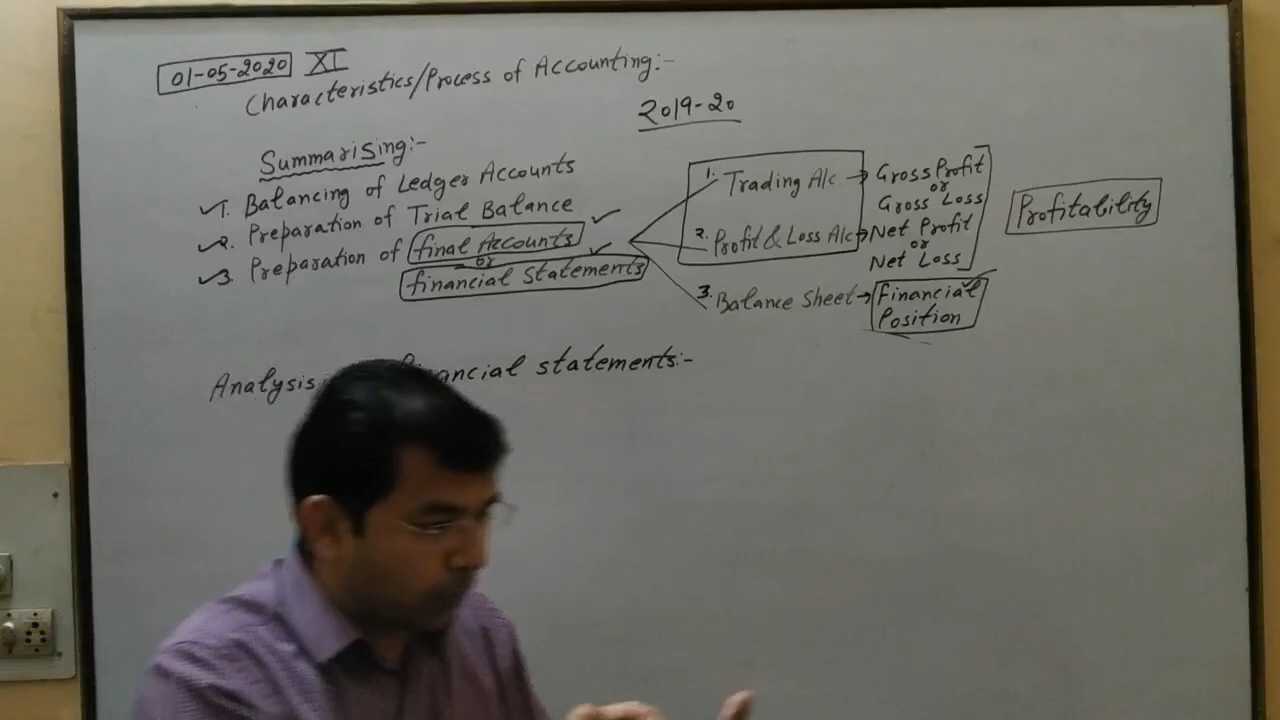 01-05-2020 XI
Characteristics/Process of Accounting:-
2019-20
Summarising:-
1. Balancing of Ledger Accounts
2. Preparation of Trial Balance
3. Preparation of final Accounts
or
financial Statements
1. Trading A/c → Gross Profit
or
Gross Loss
2. Profit & Loss A/c → Net Profit
or
Net Loss
Profitability
3. Balance Sheet → Financial
Position
Analysis financial statements:-